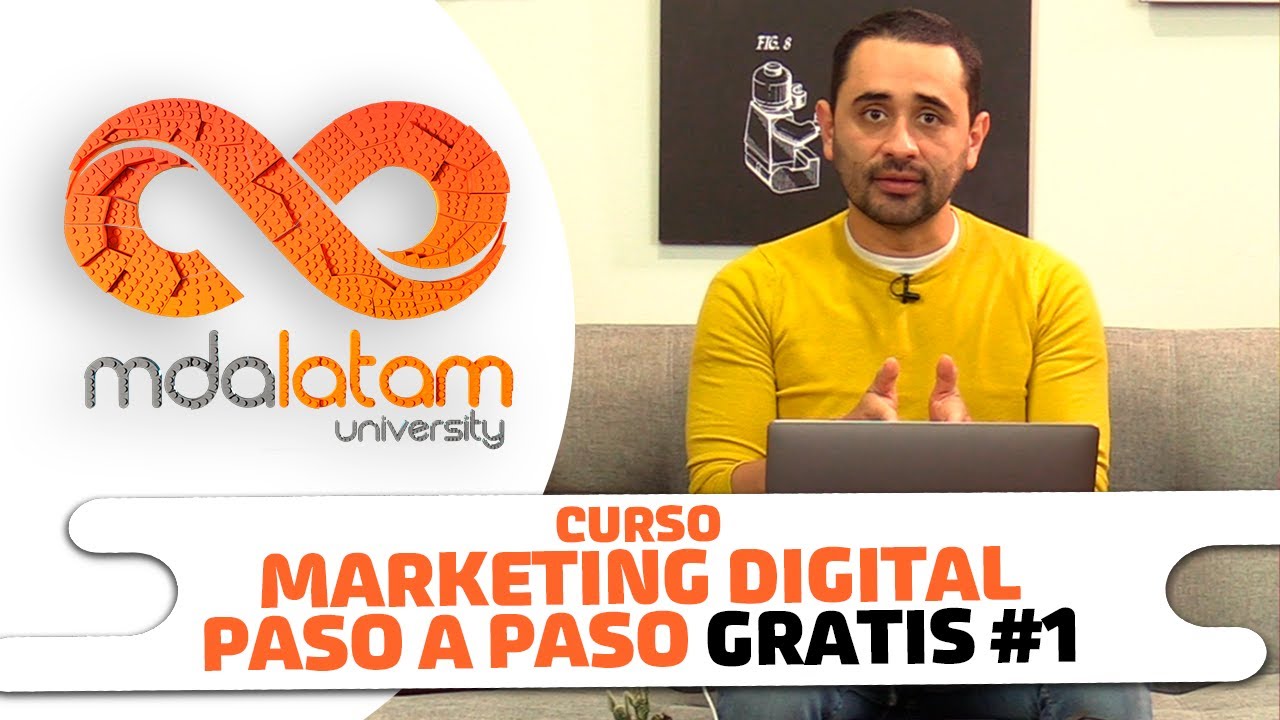 FIG. 8
mdalatam
university
CURSO
MARKETING DIGITAL
PASO A PASO GRATIS #1